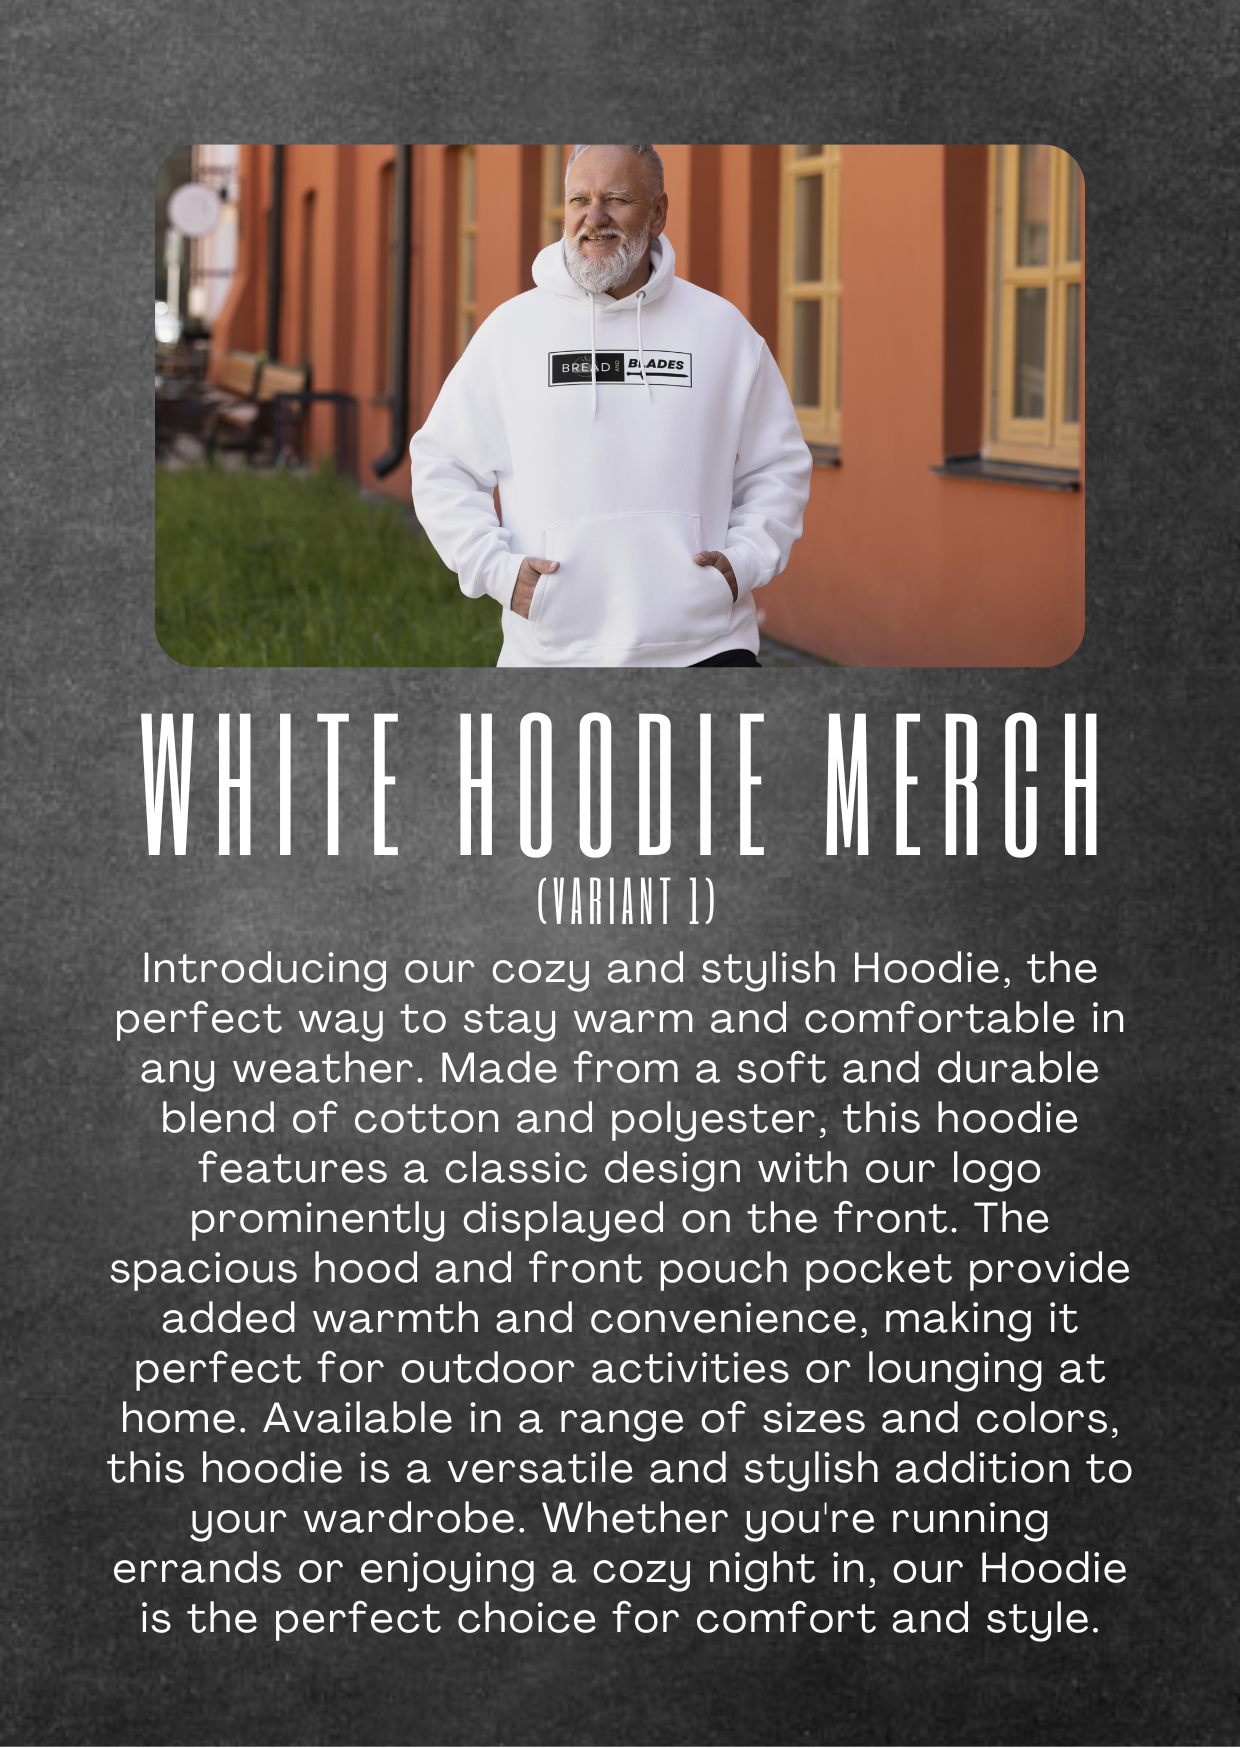 BREAD AND BLADES
WHITE HOODIE MERCH
(VARIANT 1)
Introducing our cozy and stylish Hoodie, the
perfect way to stay warm and comfortable in
any weather. Made from a soft and durable
blend of cotton and polyester, this hoodie
features a classic design with our logo
prominently displayed on the front. The
spacious hood and front pouch pocket provide
added warmth and convenience, making it
perfect for outdoor activities or lounging at
home. Available in a range of sizes and colors,
this hoodie is a versatile and stylish addition to
your wardrobe. Whether you're running
errands or enjoying a cozy night in, our Hoodie
is the perfect choice for comfort and style.